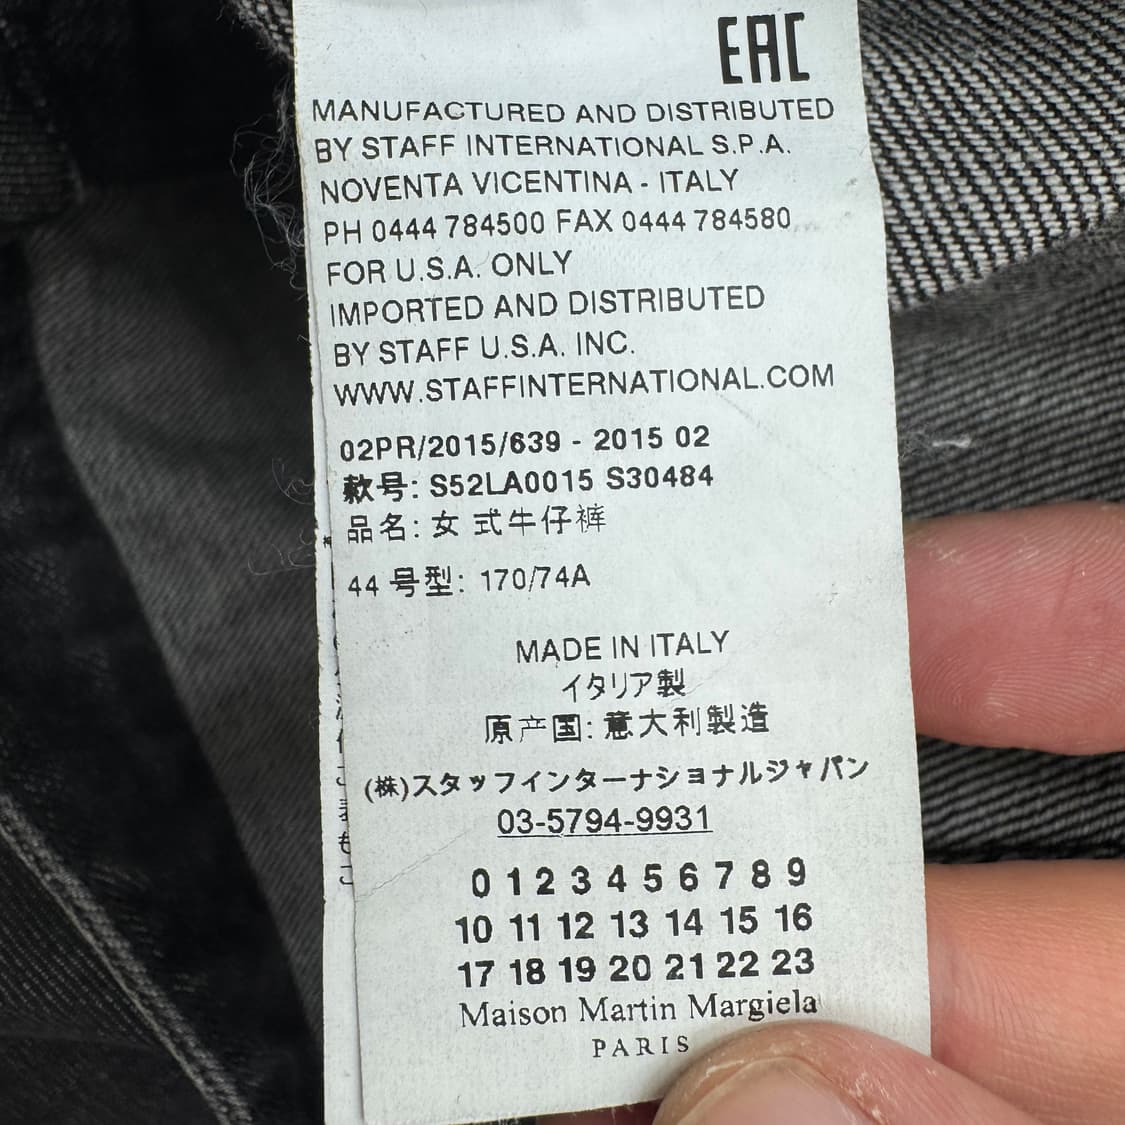 EAC
MANUFACTURED AND DISTRIBUTED
BY STAFF INTERNATIONAL S.P.A.
NOVENTA VICENTINA - ITALY
PH 0444 784500 FAX 0444 784580
FOR U.S.A. ONLY
IMPORTED AND DISTRIBUTED
BY STAFF U.S.A. INC.
WWW.STAFFINTERNATIONAL.COM
02PR/2015/639 - 2015 02
款号: S52LA0015 S30484
品名: 女 式牛仔裤
44 号型: 170/74A
MADE IN ITALY
イタリア製
原产国: 意大利製造
(株)スタッフインターナショナルジャパン
03-5794-9931
0 1 2 3 4 5 6 7 8 9
10 11 12 13 14 15 16
17 18 19 20 21 22 23
Maison Martin Margiela
PARIS